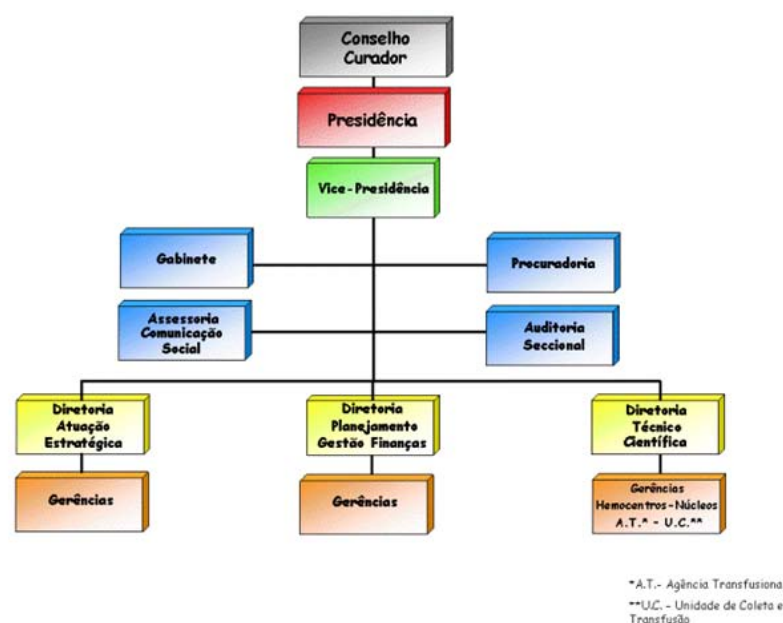 Conselho
Curador
Presidência
Vice-Presidência
Gabinete
Procuradoria
Assessoria
Comunicação
Social
Auditoria
Seccional
Diretoria
Atuação
Estratégica
Diretoria
Planejamento
Gestão Finanças
Diretoria
Técnico
Científica
Gerências
Gerências
Gerências
Hemocentros-Núcleos
A.T.* - U.C.**
*A.T.- Agência Transfusiona
**U.C. - Unidade de Coleta e
Transfusão